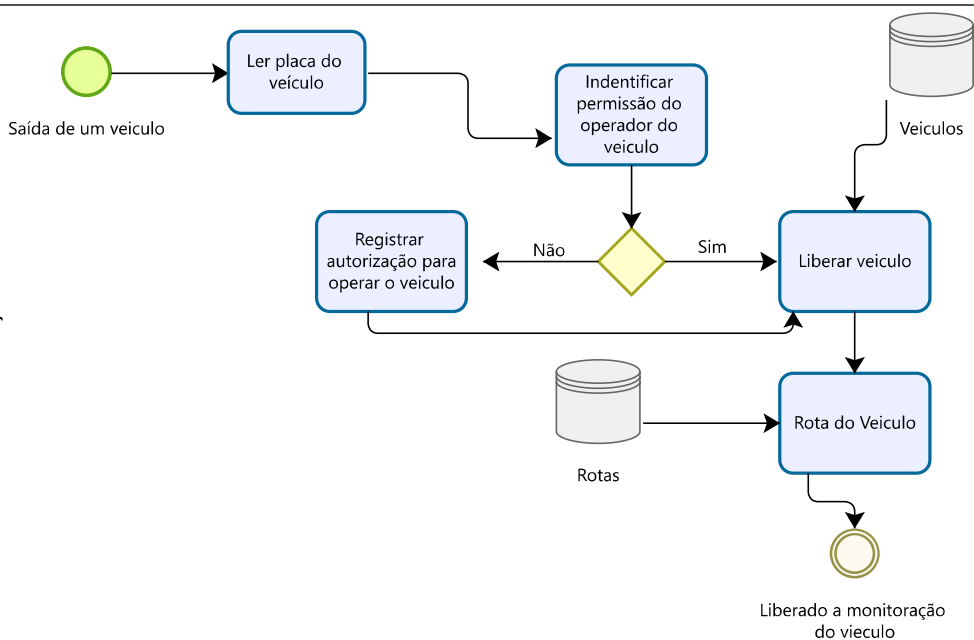 Saída de um veiculo
Ler placa do
veículo
Indentificar
permissão do
operador do
veiculo
Veiculos
Registrar
autorização para
operar o veiculo
Não
Sim
Liberar veiculo
Rotas
Rota do Veiculo
Liberado a monitoração
do vieculo